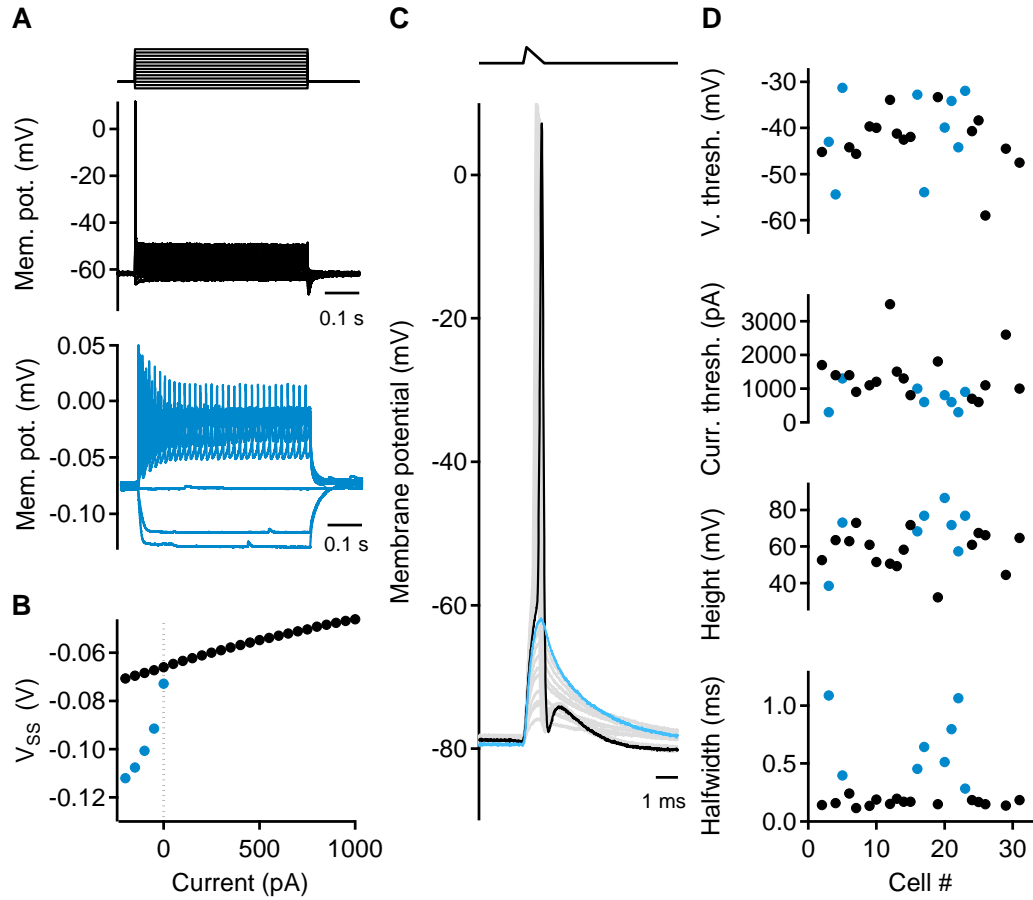 A
Mem. pot. (mV)
0
-20
-40
-60
0.1 s
Mem. pot. (mV)
0.05
0.00
-0.05
-0.10
0.1 s
B
VSS (V)
-0.06
-0.08
-0.10
-0.12
0 500 1000
Current (pA)
C
Membrane potential (mV)
0
-20
-40
-60
-80
1 ms
D
V. thresh. (mV)
-30
-40
-50
-60
Curr. thresh. (pA)
3000
2000
1000
0
Height (mV)
80
60
40
Halfwidth (ms)
1.0
0.5
0.0
0 10 20 30
Cell #